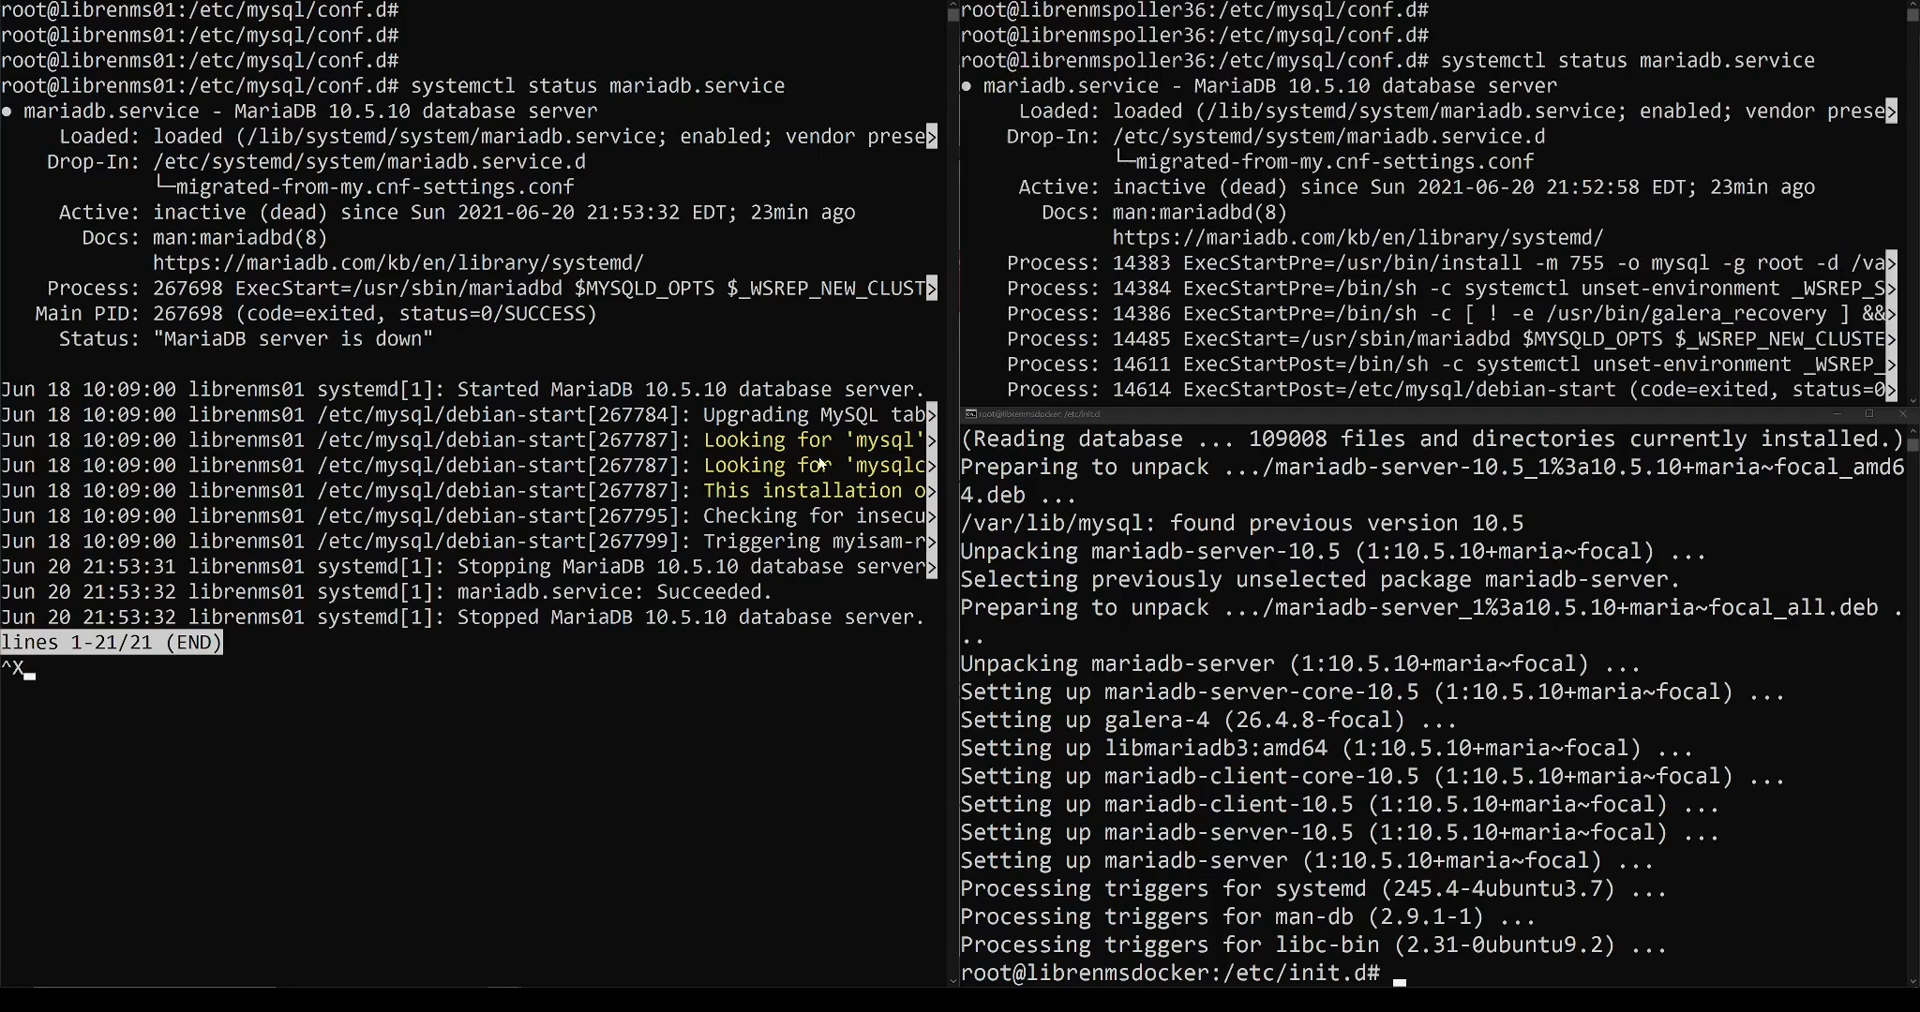 root@librenms01:/etc/mysql/conf.d#
root@librenms01:/etc/mysql/conf.d#
root@librenms01:/etc/mysql/conf.d#
root@librenms01:/etc/mysql/conf.d# systemctl status mariadb.service
● mariadb.service - MariaDB 10.5.10 database server
Loaded: loaded (/lib/systemd/system/mariadb.service; enabled; vendor prese>
Drop-In: /etc/systemd/system/mariadb.service.d
└─migrated-from-my.cnf-settings.conf
Active: inactive (dead) since Sun 2021-06-20 21:53:32 EDT; 23min ago
Docs: man:mariadbd(8)
https://mariadb.com/kb/en/library/systemd/
Process: 267698 ExecStart=/usr/sbin/mariadbd $MYSQLD_OPTS $_WSREP_NEW_CLUST>
Main PID: 267698 (code=exited, status=0/SUCCESS)
Status: "MariaDB server is down"
Jun 18 10:09:00 librenms01 systemd[1]: Started MariaDB 10.5.10 database server.
Jun 18 10:09:00 librenms01 /etc/mysql/debian-start[267784]: Upgrading MySQL tab>
Jun 18 10:09:00 librenms01 /etc/mysql/debian-start[267787]: Looking for 'mysql'>
Jun 18 10:09:00 librenms01 /etc/mysql/debian-start[267787]: Looking for 'mysqlc>
Jun 18 10:09:00 librenms01 /etc/mysql/debian-start[267787]: This installation o>
Jun 18 10:09:00 librenms01 /etc/mysql/debian-start[267795]: Checking for insecu>
Jun 18 10:09:00 librenms01 /etc/mysql/debian-start[267799]: Triggering myisam-r>
Jun 20 21:53:31 librenms01 systemd[1]: Stopping MariaDB 10.5.10 database server>
Jun 20 21:53:32 librenms01 systemd[1]: mariadb.service: Succeeded.
Jun 20 21:53:32 librenms01 systemd[1]: Stopped MariaDB 10.5.10 database server.
lines 1-21/21 (END)
^X
root@librenmspoller36:/etc/mysql/conf.d#
root@librenmspoller36:/etc/mysql/conf.d#
root@librenmspoller36:/etc/mysql/conf.d# systemctl status mariadb.service
● mariadb.service - MariaDB 10.5.10 database server
Loaded: loaded (/lib/systemd/system/mariadb.service; enabled; vendor prese>
Drop-In: /etc/systemd/system/mariadb.service.d
└─migrated-from-my.cnf-settings.conf
Active: inactive (dead) since Sun 2021-06-20 21:52:58 EDT; 23min ago
Docs: man:mariadbd(8)
https://mariadb.com/kb/en/library/systemd/
Process: 14383 ExecStartPre=/usr/bin/install -m 755 -o mysql -g root -d /va>
Process: 14384 ExecStartPre=/bin/sh -c systemctl unset-environment _WSREP_S>
Process: 14386 ExecStartPre=/bin/sh -c [ ! -e /usr/bin/galera_recovery ] &&>
Process: 14485 ExecStart=/usr/sbin/mariadbd $MYSQLD_OPTS $_WSREP_NEW_CLUSTE>
Process: 14611 ExecStartPost=/bin/sh -c systemctl unset-environment _WSREP_>
Process: 14614 ExecStartPost=/etc/mysql/debian-start (code=exited, status=0>
root@librenmsdocker: /etc/init.d
(Reading database ... 109008 files and directories currently installed.)
Preparing to unpack .../mariadb-server-10.5_1%3a10.5.10+maria~focal_amd6
4.deb ...
/var/lib/mysql: found previous version 10.5
Unpacking mariadb-server-10.5 (1:10.5.10+maria~focal) ...
Selecting previously unselected package mariadb-server.
Preparing to unpack .../mariadb-server_1%3a10.5.10+maria~focal_all.deb .
..
Unpacking mariadb-server (1:10.5.10+maria~focal) ...
Setting up mariadb-server-core-10.5 (1:10.5.10+maria~focal) ...
Setting up galera-4 (26.4.8-focal) ...
Setting up libmariadb3:amd64 (1:10.5.10+maria~focal) ...
Setting up mariadb-client-core-10.5 (1:10.5.10+maria~focal) ...
Setting up mariadb-client-10.5 (1:10.5.10+maria~focal) ...
Setting up mariadb-server-10.5 (1:10.5.10+maria~focal) ...
Setting up mariadb-server (1:10.5.10+maria~focal) ...
Processing triggers for systemd (245.4-4ubuntu3.7) ...
Processing triggers for man-db (2.9.1-1) ...
Processing triggers for libc-bin (2.31-0ubuntu9.2) ...
root@librenmsdocker:/etc/init.d#